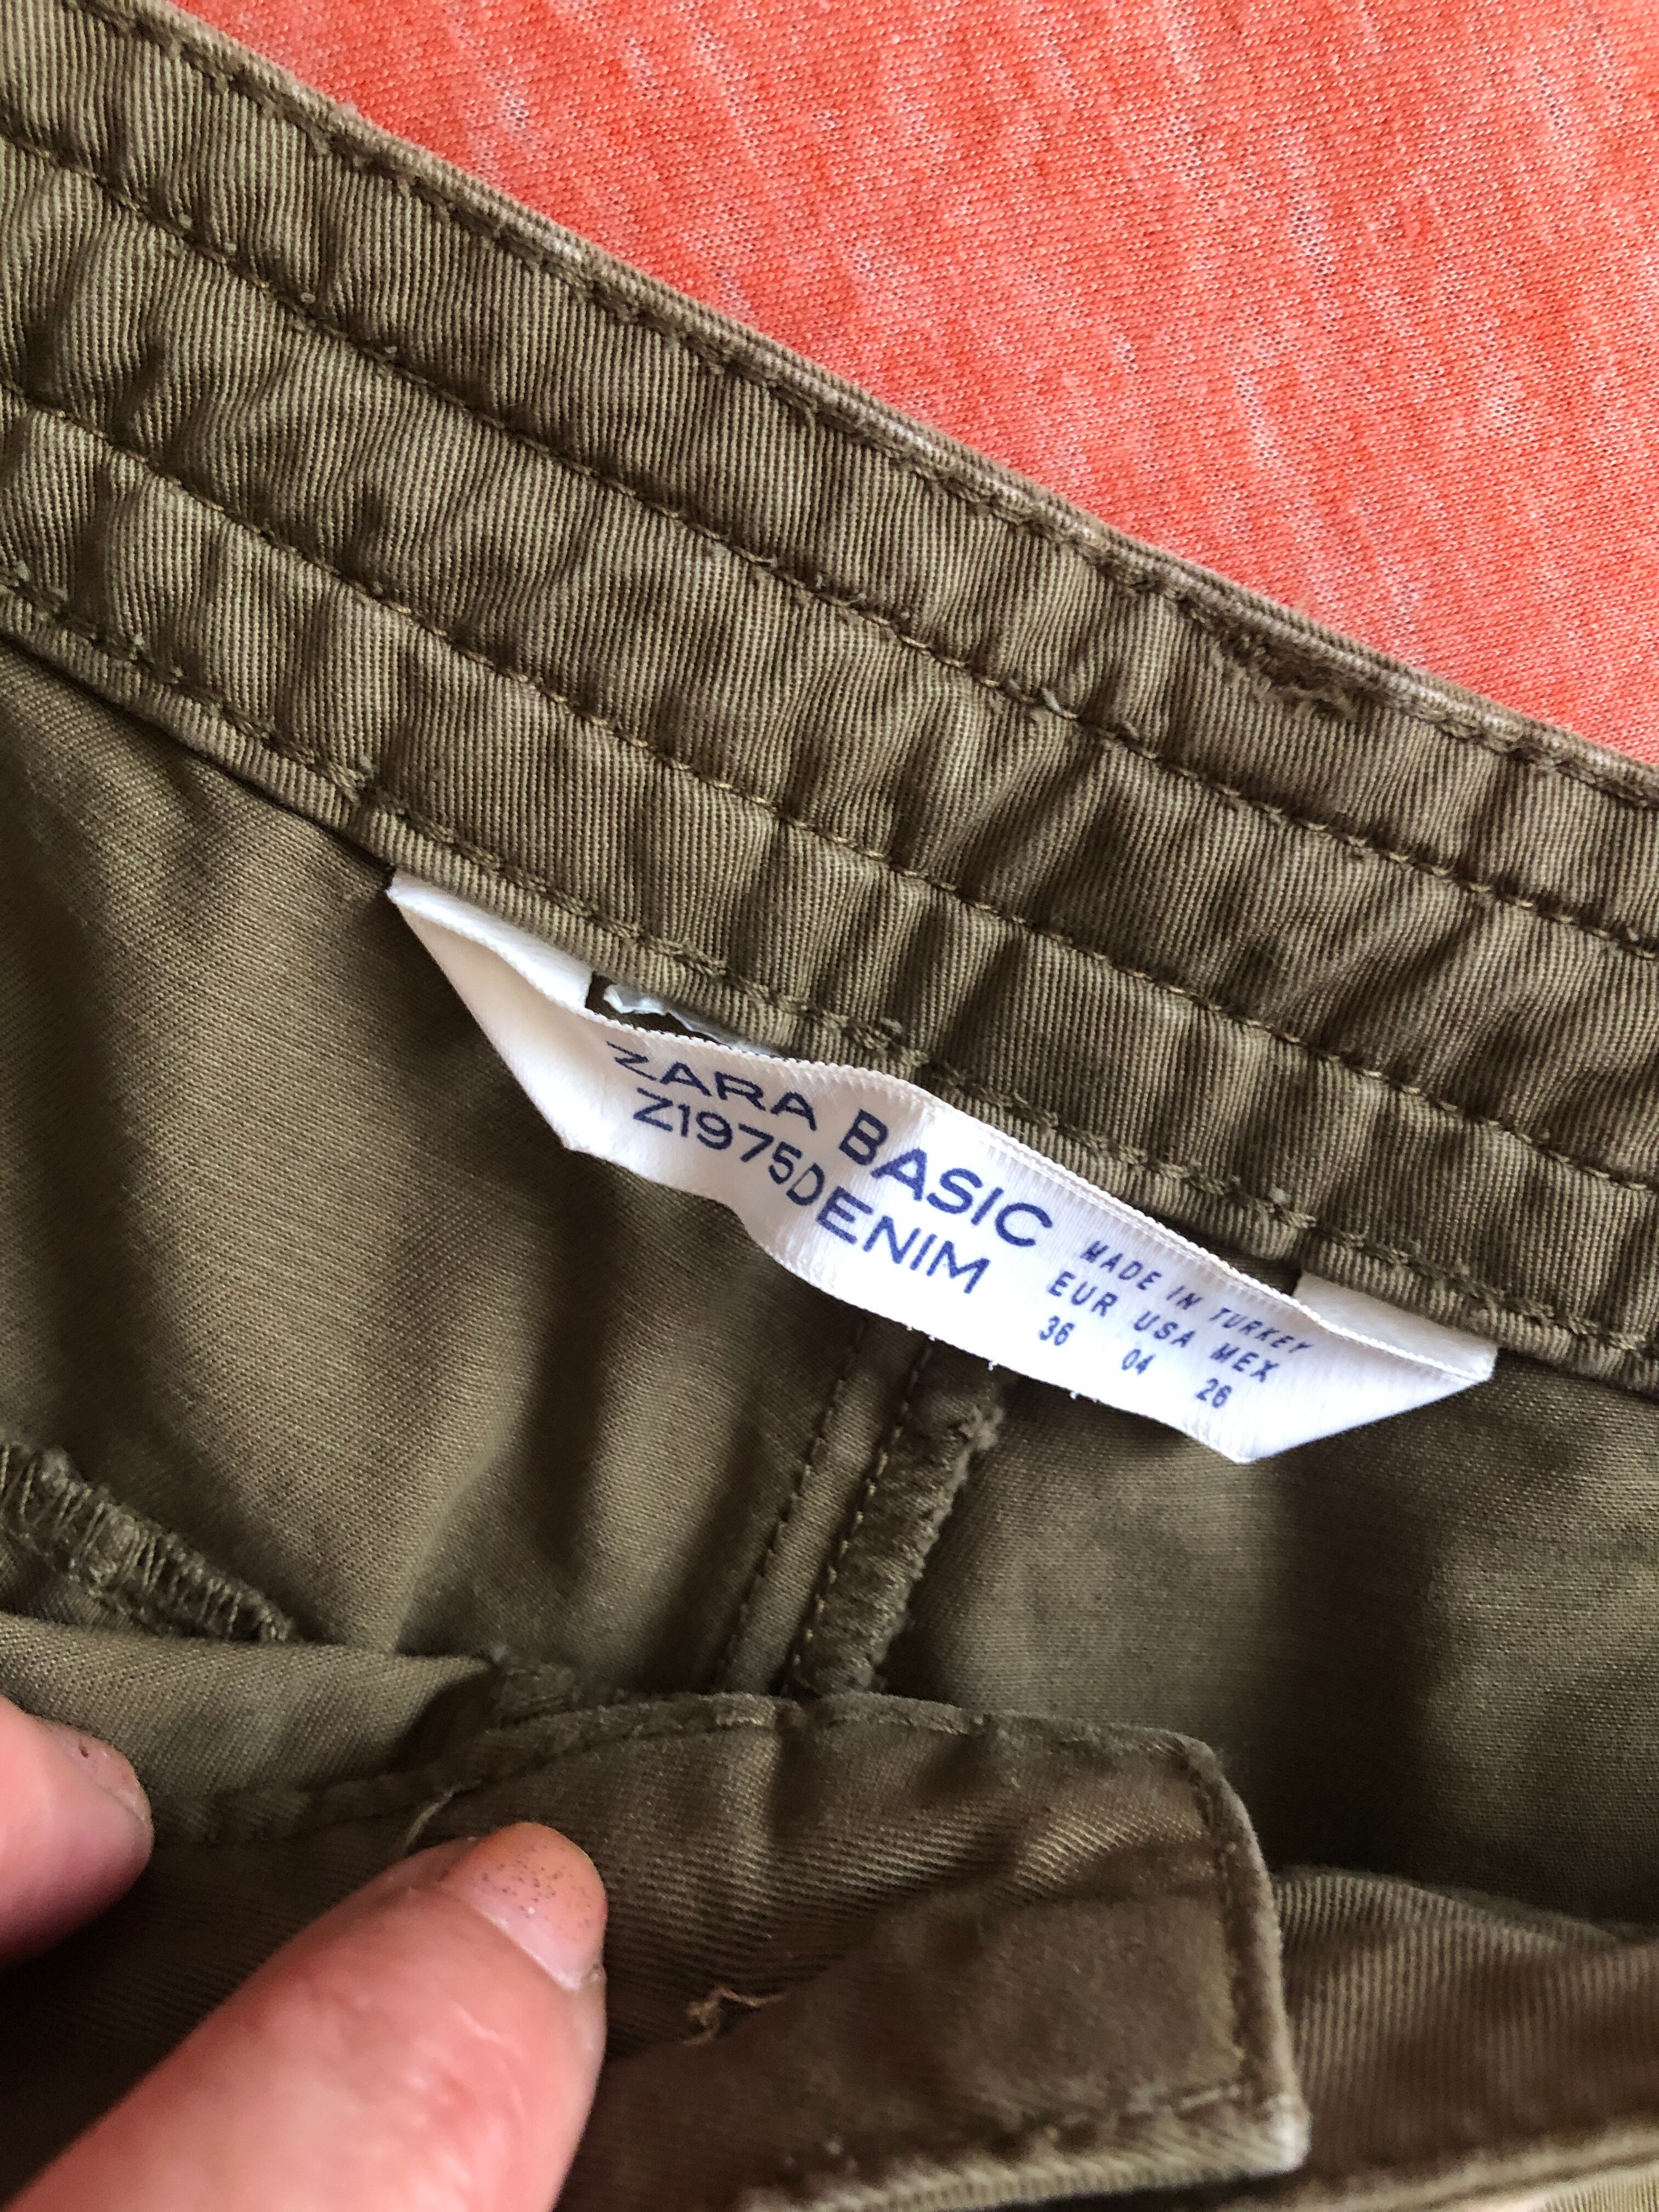 ZARA BASIC
Z1975DENIM
MADE IN TURKEY
EUR USA MEX
36 04 26